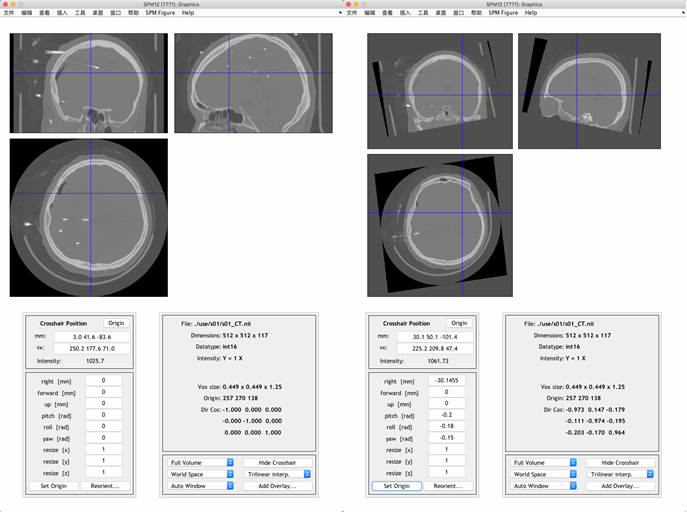 SPM12 (7771): Graphics
文件 编辑 查看 插入 工具 桌面 窗口 帮助 SPM Figure Help
Crosshair Position Origin
mm: 3.0 41.6 -83.6
vx: 250.2 177.6 71.0
Intensity: 1025.7
right {mm} 0
forward {mm} 0
up {mm} 0
pitch {rad} 0
roll {rad} 0
yaw {rad} 0
resize {x} 1
resize {y} 1
resize {z} 1
Set Origin Reorient...
File: ./use/s01/s01_CT.nii
Dimensions: 512 x 512 x 117
Datatype: int16
Intensity: Y = 1 X
Vox size: 0.449 x 0.449 x 1.25
Origin: 257 270 138
Dir Cos: -1.000 0.000 0.000
-0.000 -1.000 0.000
0.000 0.000 1.000
Full Volume Hide Crosshair
World Space Trilinear interp.
Auto Window Add Overlay...
SPM12 (7771): Graphics
文件 编辑 查看 插入 工具 桌面 窗口 帮助 SPM Figure Help
Crosshair Position Origin
mm: 30.1 50.1 -101.4
vx: 225.2 209.8 47.4
Intensity: 1061.73
right {mm} -30.1455
forward {mm} 0
up {mm} 0
pitch {rad} -0.2
roll {rad} -0.18
yaw {rad} -0.15
resize {x} 1
resize {y} 1
resize {z} 1
Set Origin Reorient...
File: ./use/s01/s01_CT.nii
Dimensions: 512 x 512 x 117
Datatype: int16
Intensity: Y = 1 X
Vox size: 0.449 x 0.449 x 1.25
Origin: 257 270 138
Dir Cos: -0.973 0.147 -0.179
-0.111 -0.974 -0.195
-0.203 -0.170 0.964
Full Volume Hide Crosshair
World Space Trilinear interp.
Auto Window Add Overlay...